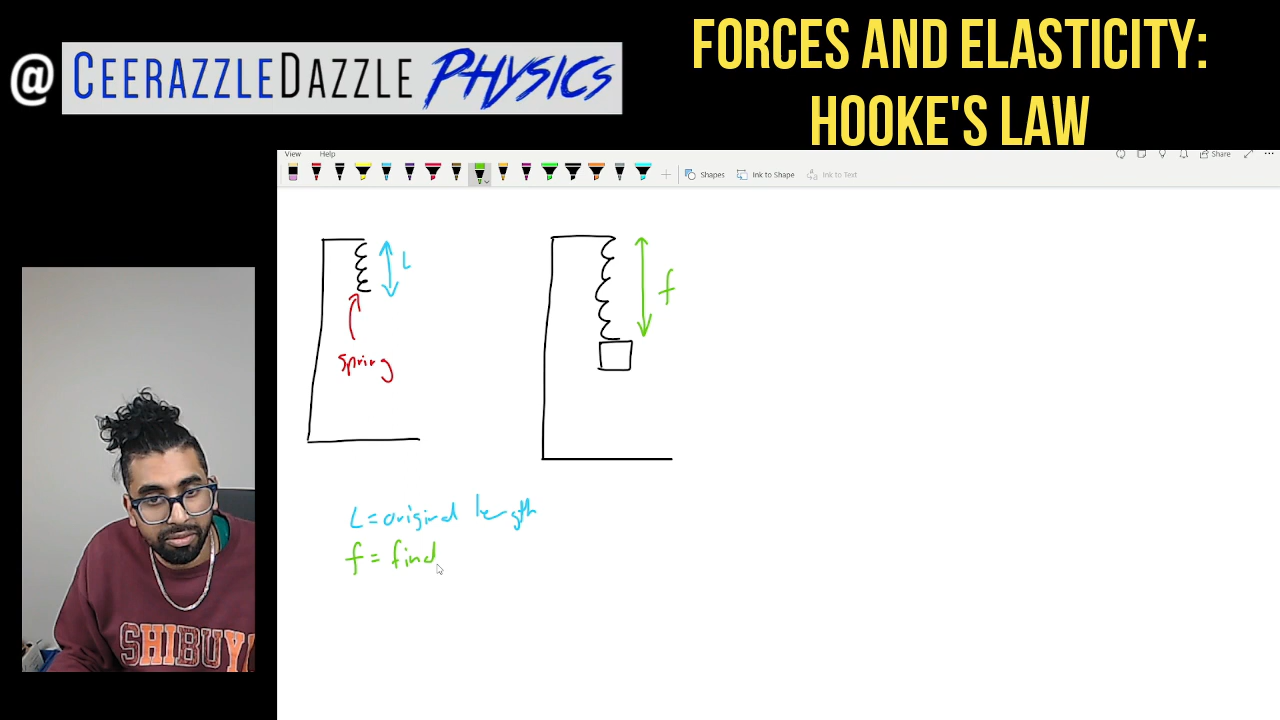 @ CEERAZZLEDAZZLE PHYSICS
FORCES AND ELASTICITY:
HOOKE'S LAW
View Help
Shapes Ink to Shape Ink to Text Share
L
f
Spring
L = original length
f = final
SHIBUY